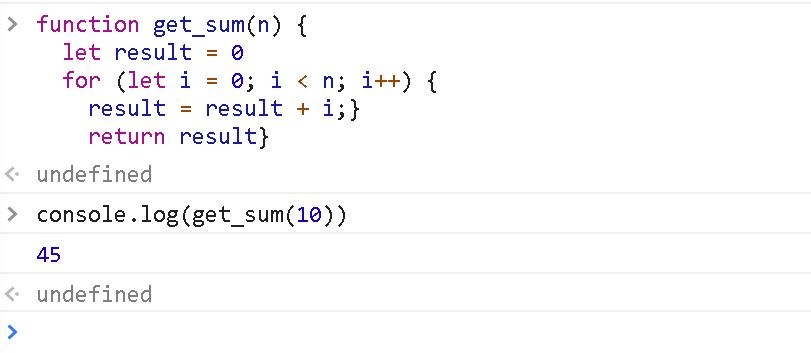 > function get_sum(n) {
let result = 0
for (let i = 0; i < n; i++) {
result = result + i;}
return result}
undefined
> console.log(get_sum(10))
45
undefined
>